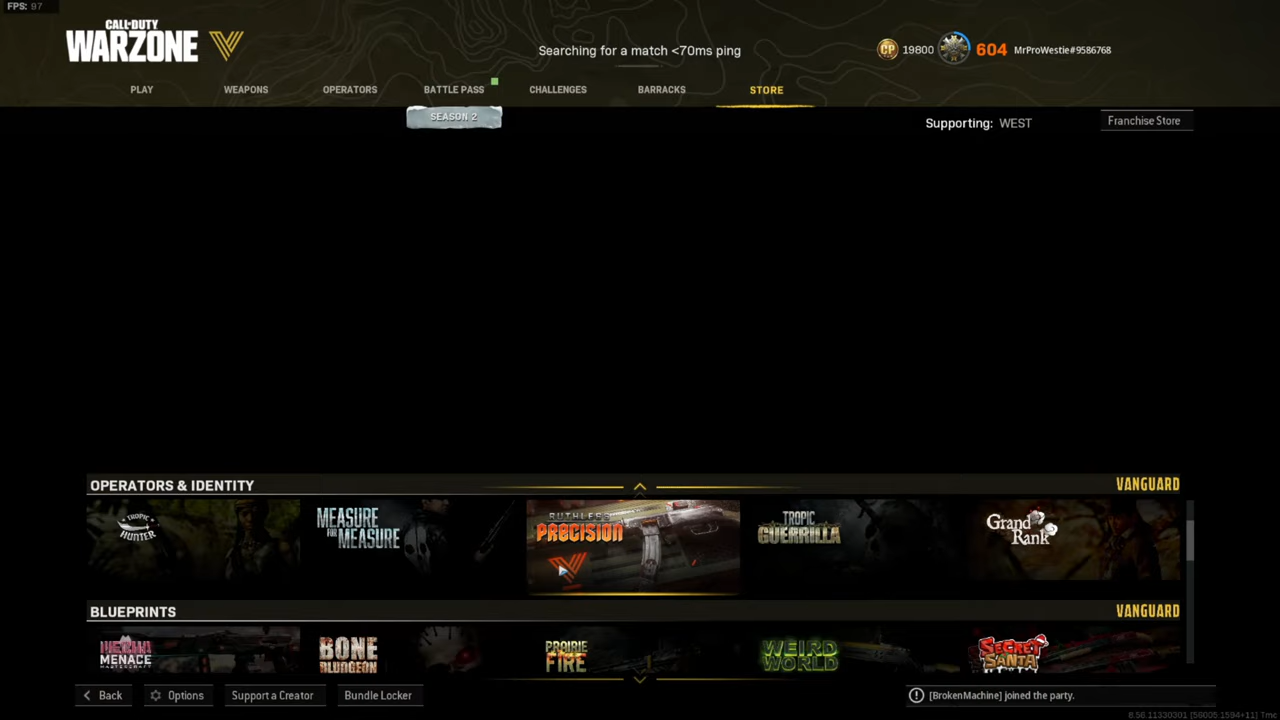 FPS: 97
CALL·DUTY
WARZONE
Searching for a match <70ms ping
CP 19800
604
MrProWestie#9586768
PLAY
WEAPONS
OPERATORS
BATTLE PASS
CHALLENGES
BARRACKS
STORE
SEASON 2
Supporting: WEST
Franchise Store
OPERATORS & IDENTITY
VANGUARD
TROPIC
HUNTER
MEASURE
FOR MEASURE
RUTHLESS
PRECISION
TROPIC
GUERRILLA
Grand
Rank
BLUEPRINTS
VANGUARD
MECHA
MENACE
MASTERCRAFT
BONE
BLUDGEON
PRAIRIE
FIRE
WEIRD
WORLD
SECRET
SANTA
Back
Options
Support a Creator
Bundle Locker
[BrokenMachine] joined the party.